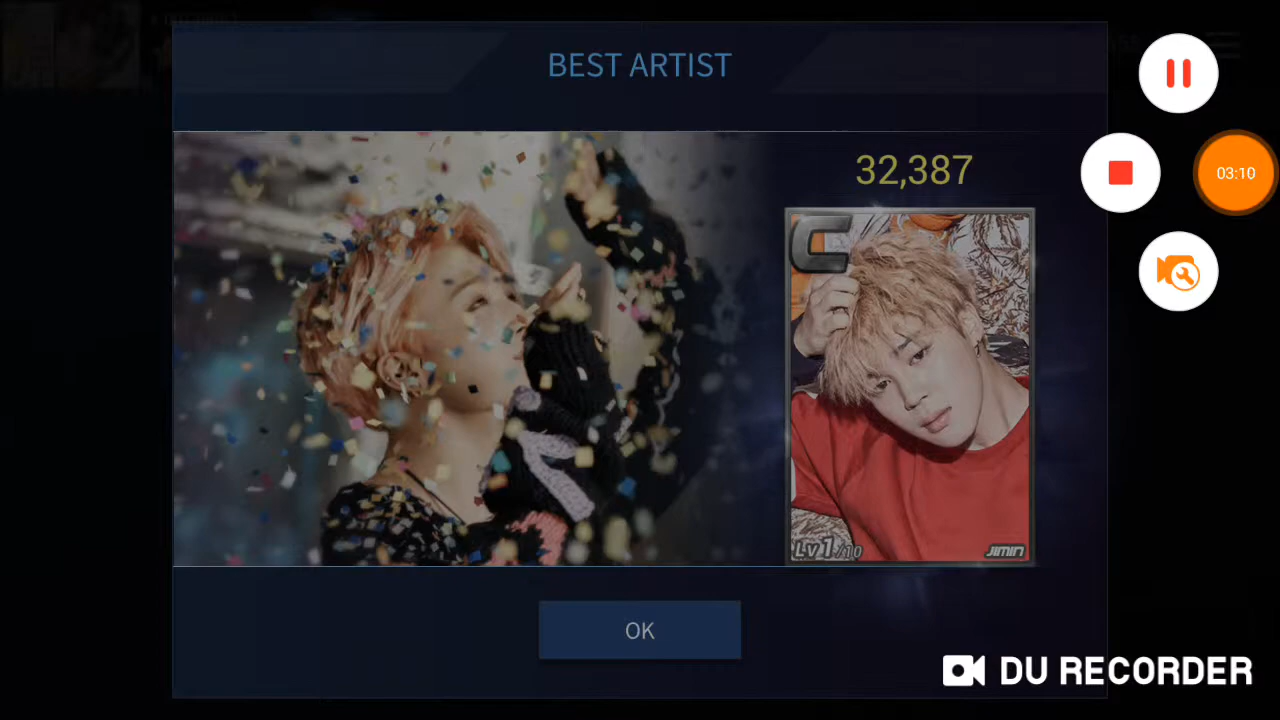 BEST ARTIST
32,387
C
Lv1/10
JIMIN
OK
03:10
DU RECORDER